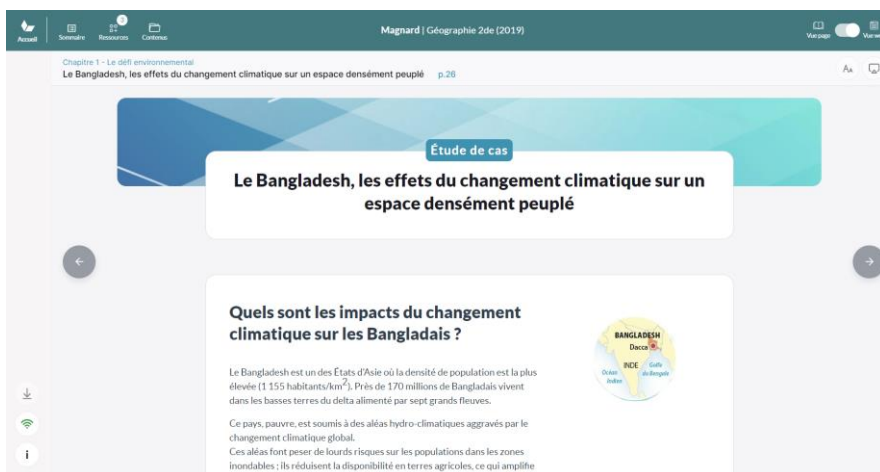 Magnard | Géographie 2de (2019)
Accueil
Sommaire
Ressources
3
Contenus
Vue page
Chapitre 1 - Le défi environnemental
Le Bangladesh, les effets du changement climatique sur un espace densément peuplé p.26
AA
Étude de cas
Le Bangladesh, les effets du changement climatique sur un
espace densément peuplé
Quels sont les impacts du changement
climatique sur les Bangladais ?
BANGLADESH
Dacca
INDE
Golfe
du Bengale
Océan
Indien
Le Bangladesh est un des États d'Asie où la densité de population est la plus
élevée (1 155 habitants/km²). Près de 170 millions de Bangladais vivent
dans les basses terres du delta alimenté par sept grands fleuves.
Ce pays, pauvre, est soumis à des aléas hydro-climatiques aggravés par le
changement climatique global.
Ces aléas font peser de lourds risques sur les populations dans les zones
inondables ; ils réduisent la disponibilité en terres agricoles, ce qui amplifie